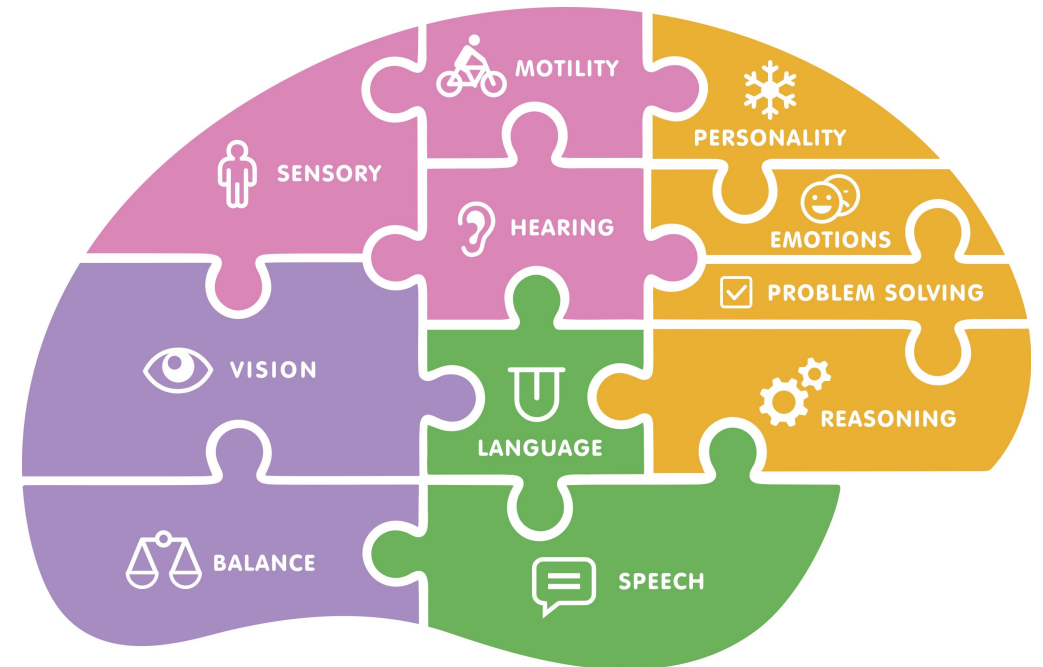 MOTILITY
PERSONALITY
SENSORY
HEARING
EMOTIONS
PROBLEM SOLVING
VISION
REASONING
LANGUAGE
BALANCE
SPEECH